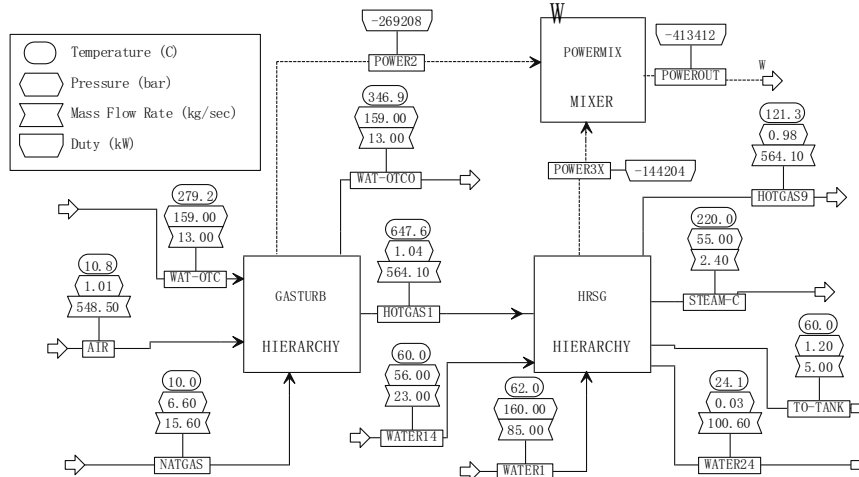 W
-269208
POWER2
POWERMIX
MIXER
-413412
POWEROUT
W
Temperature (C)
Pressure (bar)
Mass Flow Rate (kg/sec)
Duty (kW)
346.9
159.00
13.00
WAT-OTCO
121.3
0.98
564.10
HOTGAS9
POWER3X
-144204
279.2
159.00
13.00
WAT-OTC
647.6
1.04
564.10
HOTGAS1
220.0
55.00
2.40
STEAM-C
10.8
1.01
548.50
AIR
GASTURB
HIERARCHY
HRSG
HIERARCHY
60.0
56.00
23.00
WATER14
60.0
1.20
5.00
TO-TANK
10.0
6.60
15.60
NATGAS
62.0
160.00
85.00
WATER1
24.1
0.03
100.60
WATER24